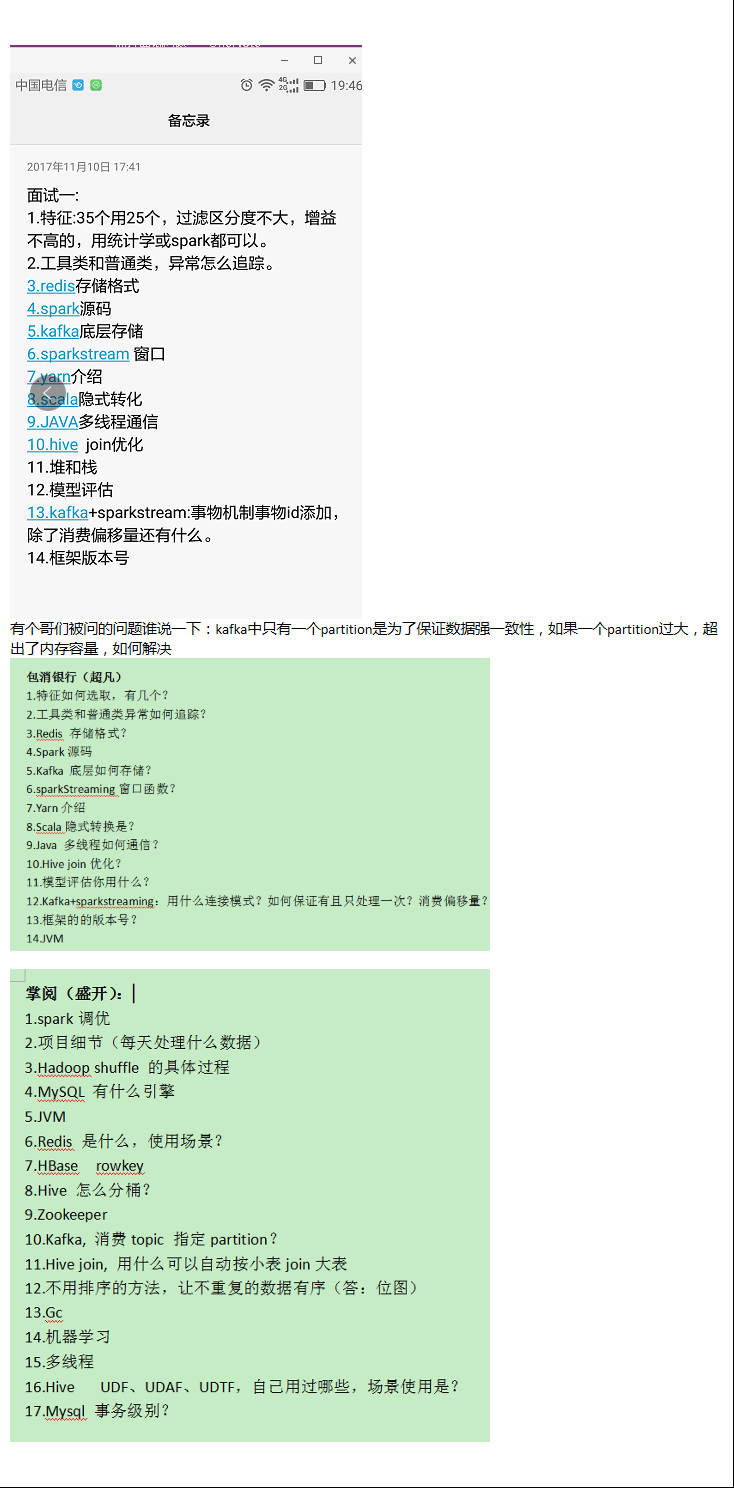 中国电信
4G
2G
19:46
备忘录
2017年11月10日 17:41
面试一:
1.特征:35个用25个，过滤区分度不大，增益
不高的，用统计学或spark都可以。
2.工具类和普通类，异常怎么追踪。
3.redis存储格式
4.spark源码
5.kafka底层存储
6.sparkstream 窗口
7.yarn介绍
8.scala隐式转化
9.JAVA多线程通信
10.hive join优化
11.堆和栈
12.模型评估
13.kafka+sparkstream:事物机制事物id添加，
除了消费偏移量还有什么。
14.框架版本号
有个哥们被问的问题谁说一下：kafka中只有一个partition是为了保证数据强一致性，如果一个partition过大，超
出了内存容量，如何解决
包消银行（超凡）
1.特征如何选取，有几个？
2.工具类和普通类异常如何追踪？
3.Redis 存储格式？
4.Spark 源码
5.Kafka 底层如何存储？
6.sparkStreaming 窗口函数？
7.Yarn 介绍
8.Scala 隐式转换是？
9.Java 多线程如何通信？
10.Hive join 优化？
11.模型评估你用什么？
12.Kafka+sparkstreaming：用什么连接模式？如何保证有且只处理一次？消费偏移量？
13.框架的的版本号？
14.JVM
掌阅（盛开）：
1.spark 调优
2.项目细节（每天处理什么数据）
3.Hadoop shuffle 的具体过程
4.MySQL 有什么引擎
5.JVM
6.Redis 是什么，使用场景？
7.HBase rowkey
8.Hive 怎么分桶？
9.Zookeeper
10.Kafka, 消费 topic 指定 partition？
11.Hive join, 用什么可以自动按小表 join 大表
12.不用排序的方法，让不重复的数据有序（答：位图）
13.Gc
14.机器学习
15.多线程
16.Hive UDF、UDAF、UDTF，自己用过哪些，场景使用是？
17.Mysql 事务级别？